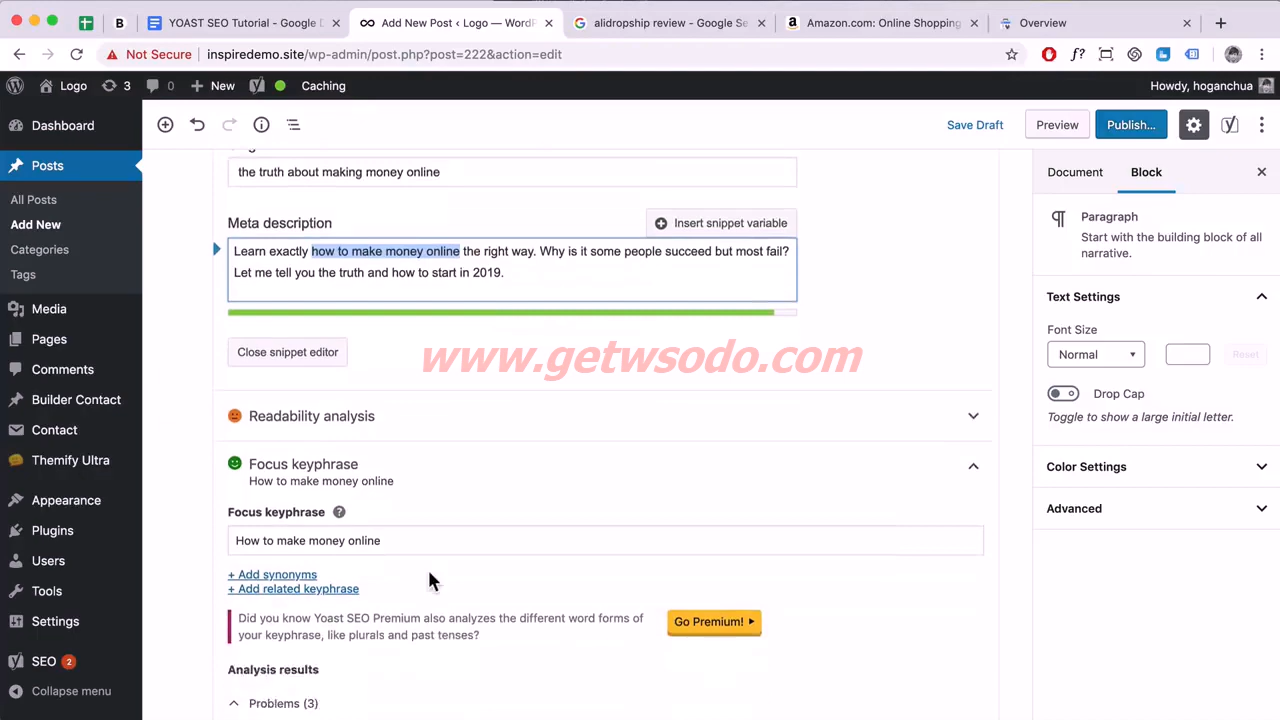 YOAST SEO Tutorial - Google D
Add New Post ‹ Logo — WordPr
alidropship review - Google Se
Amazon.com: Online Shopping
Overview
Not Secure
inspiredemo.site/wp-admin/post.php?post=222&action=edit
Logo
3
0
New
Caching
Howdy, hoganchua
Dashboard
Posts
All Posts
Add New
Categories
Tags
Media
Pages
Comments
Builder Contact
Contact
Themify Ultra
Appearance
Plugins
Users
Tools
Settings
SEO 2
Collapse menu
Save Draft
Preview
Publish...
the truth about making money online
Meta description
Insert snippet variable
Learn exactly how to make money online the right way. Why is it some people succeed but most fail?
Let me tell you the truth and how to start in 2019.
Close snippet editor
www.getwsodo.com
Readability analysis
Focus keyphrase
How to make money online
Focus keyphrase
How to make money online
+ Add synonyms
+ Add related keyphrase
Did you know Yoast SEO Premium also analyzes the different word forms of
your keyphrase, like plurals and past tenses?
Go Premium!
Analysis results
Problems (3)
Document
Block
Paragraph
Start with the building block of all
narrative.
Text Settings
Font Size
Normal
Reset
Drop Cap
Toggle to show a large initial letter.
Color Settings
Advanced